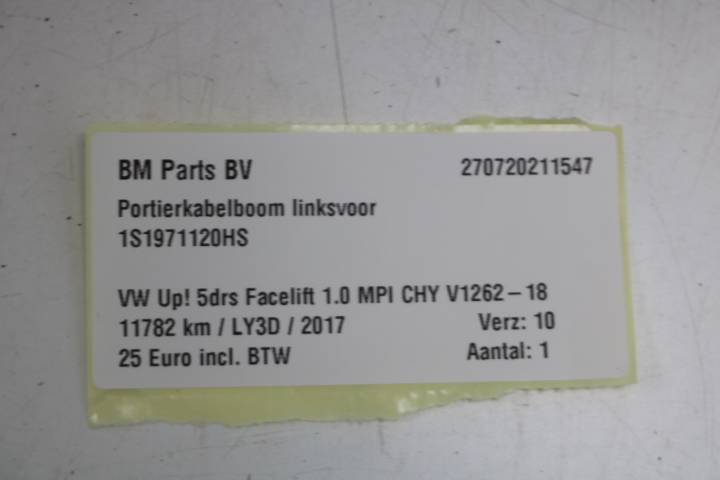 BM Parts BV 270720211547
Portierkabelboom linksvoor
1S1971120HS
VW Up! 5drs Facelift 1.0 MPI CHY V1262-18
11782 km / LY3D / 2017 Verz: 10
25 Euro incl. BTW Aantal: 1